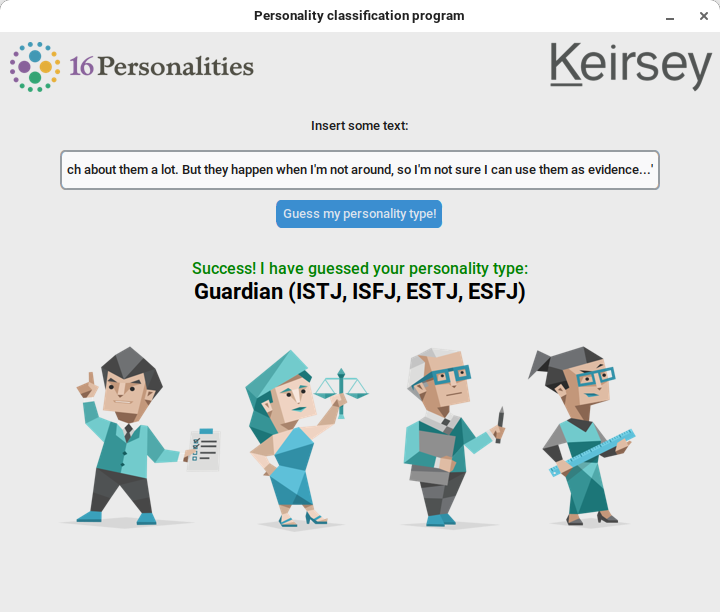 Personality classification program
16Personalities
Keirsey
Insert some text:
ch about them a lot. But they happen when I'm not around, so I'm not sure I can use them as evidence...'
Guess my personality type!
Success! I have guessed your personality type:
Guardian (ISTJ, ISFJ, ESTJ, ESFJ)